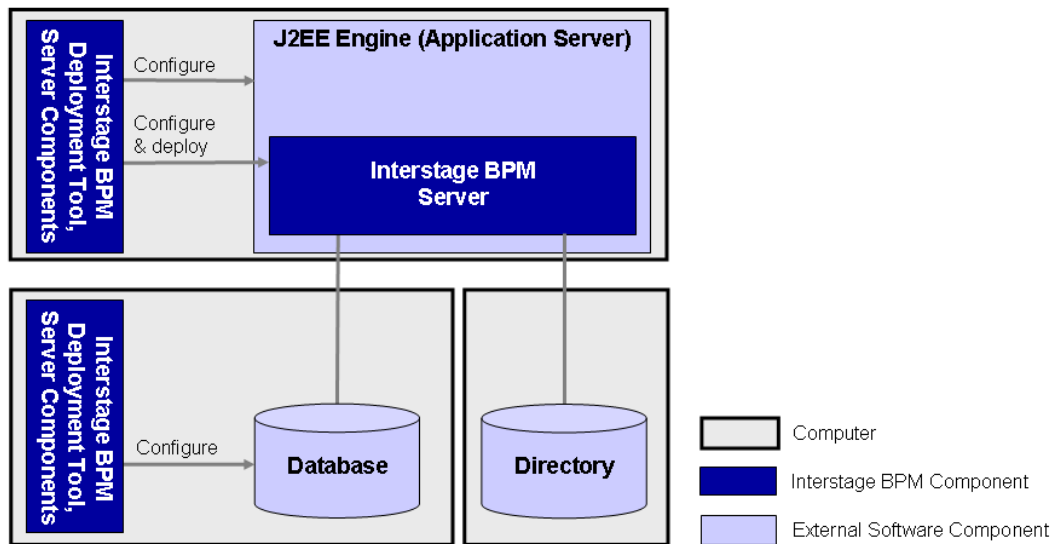 Interstage BPM
Deployment Tool,
Server Components
Configure
Configure
& deploy
J2EE Engine (Application Server)
Interstage BPM
Server
Interstage BPM
Deployment Tool,
Server Components
Configure
Database
Directory
Computer
Interstage BPM Component
External Software Component